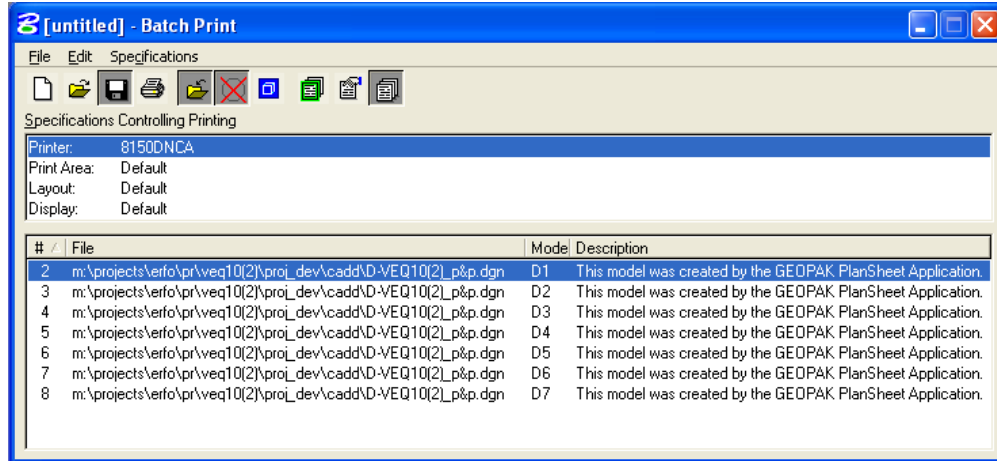 [untitled] - Batch Print
File Edit Specifications
Specifications Controlling Printing
Printer: 8150DNCA
Print Area: Default
Layout: Default
Display: Default
# File Mode Description
2 m:\projects\erfo\pr\veq10(2)\proj_dev\cadd\D-VEQ10(2)_p&p.dgn D1 This model was created by the GEOPAK PlanSheet Application.
3 m:\projects\erfo\pr\veq10(2)\proj_dev\cadd\D-VEQ10(2)_p&p.dgn D2 This model was created by the GEOPAK PlanSheet Application.
4 m:\projects\erfo\pr\veq10(2)\proj_dev\cadd\D-VEQ10(2)_p&p.dgn D3 This model was created by the GEOPAK PlanSheet Application.
5 m:\projects\erfo\pr\veq10(2)\proj_dev\cadd\D-VEQ10(2)_p&p.dgn D4 This model was created by the GEOPAK PlanSheet Application.
6 m:\projects\erfo\pr\veq10(2)\proj_dev\cadd\D-VEQ10(2)_p&p.dgn D5 This model was created by the GEOPAK PlanSheet Application.
7 m:\projects\erfo\pr\veq10(2)\proj_dev\cadd\D-VEQ10(2)_p&p.dgn D6 This model was created by the GEOPAK PlanSheet Application.
8 m:\projects\erfo\pr\veq10(2)\proj_dev\cadd\D-VEQ10(2)_p&p.dgn D7 This model was created by the GEOPAK PlanSheet Application.